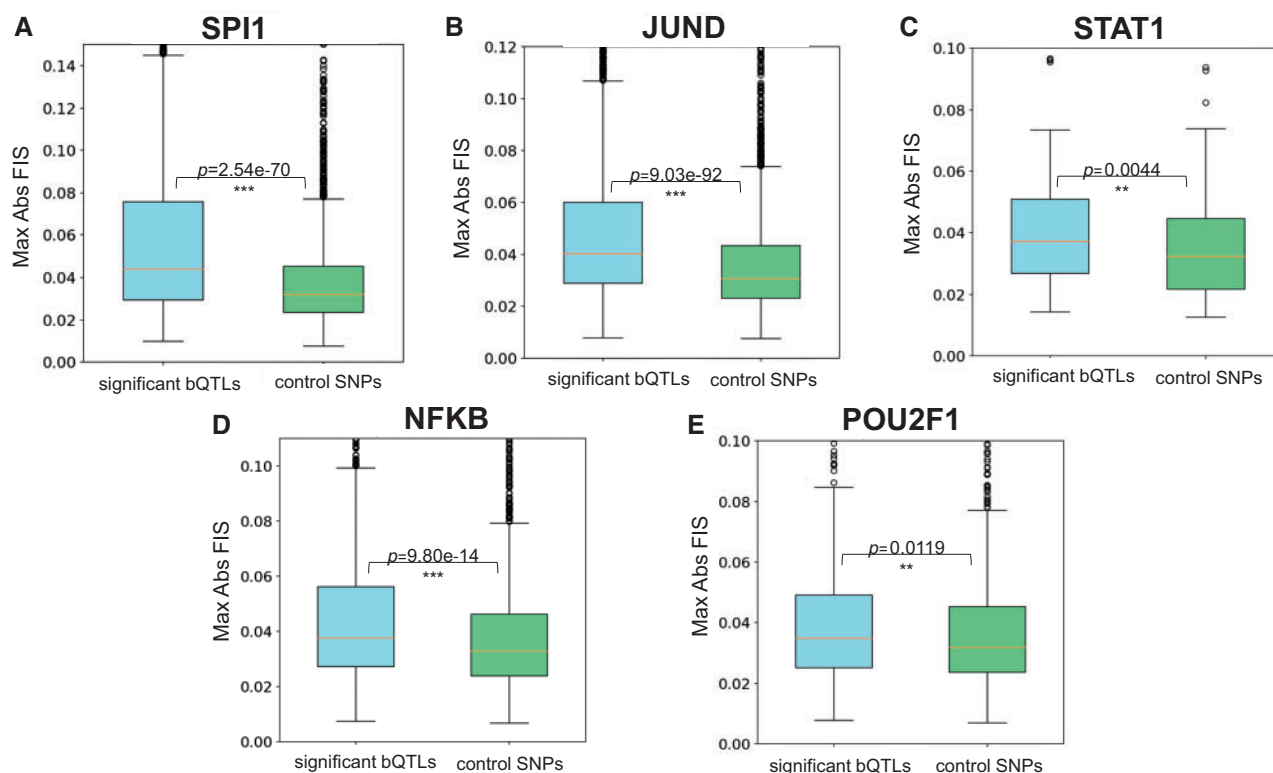 A
SPI1
Max Abs FIS
0.14
0.12
0.10
0.08
0.06
0.04
0.02
0.00
p=2.54e-70
***
significant bQTLs
control SNPs
B
JUND
Max Abs FIS
0.12
0.10
0.08
0.06
0.04
0.02
0.00
p=9.03e-92
***
significant bQTLs
control SNPs
C
STAT1
Max Abs FIS
0.10
0.08
0.06
0.04
0.02
0.00
p=0.0044
**
significant bQTLs
control SNPs
D
NFKB
Max Abs FIS
0.10
0.08
0.06
0.04
0.02
0.00
p=9.80e-14
***
significant bQTLs
control SNPs
E
POU2F1
Max Abs FIS
0.10
0.08
0.06
0.04
0.02
0.00
p=0.0119
**
significant bQTLs
control SNPs